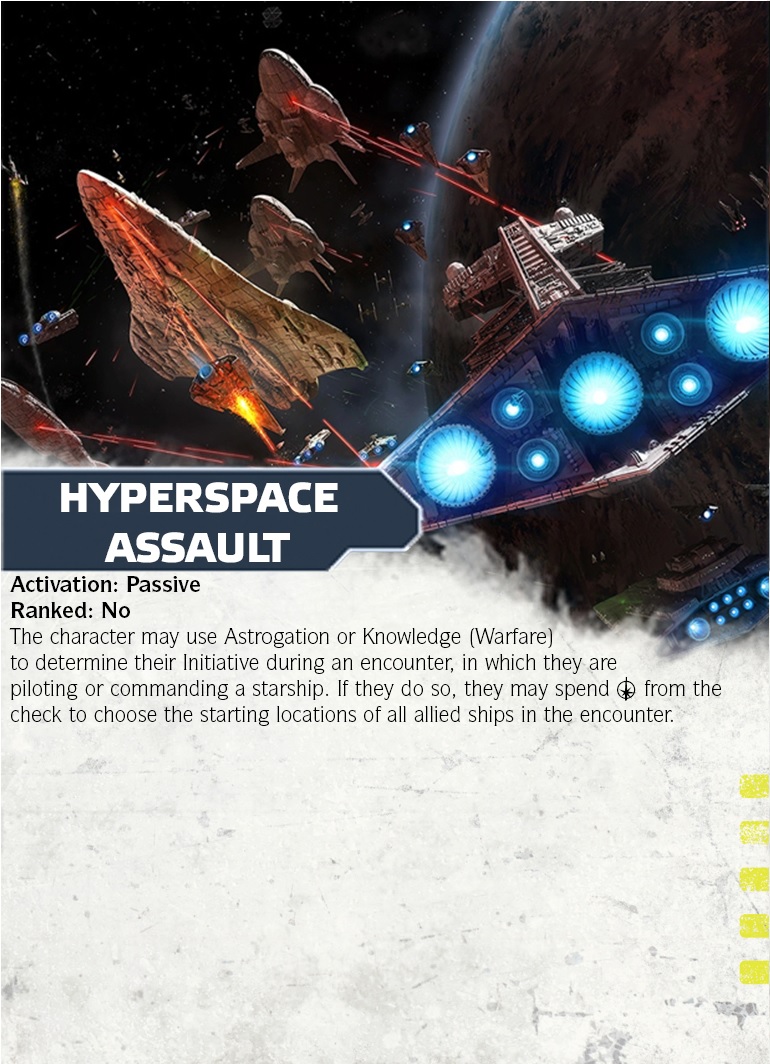 HYPERSPACE
ASSAULT
Activation: Passive
Ranked: No
The character may use Astrogation or Knowledge (Warfare)
to determine their Initiative during an encounter, in which they are
piloting or commanding a starship. If they do so, they may spend from the
check to choose the starting locations of all allied ships in the encounter.